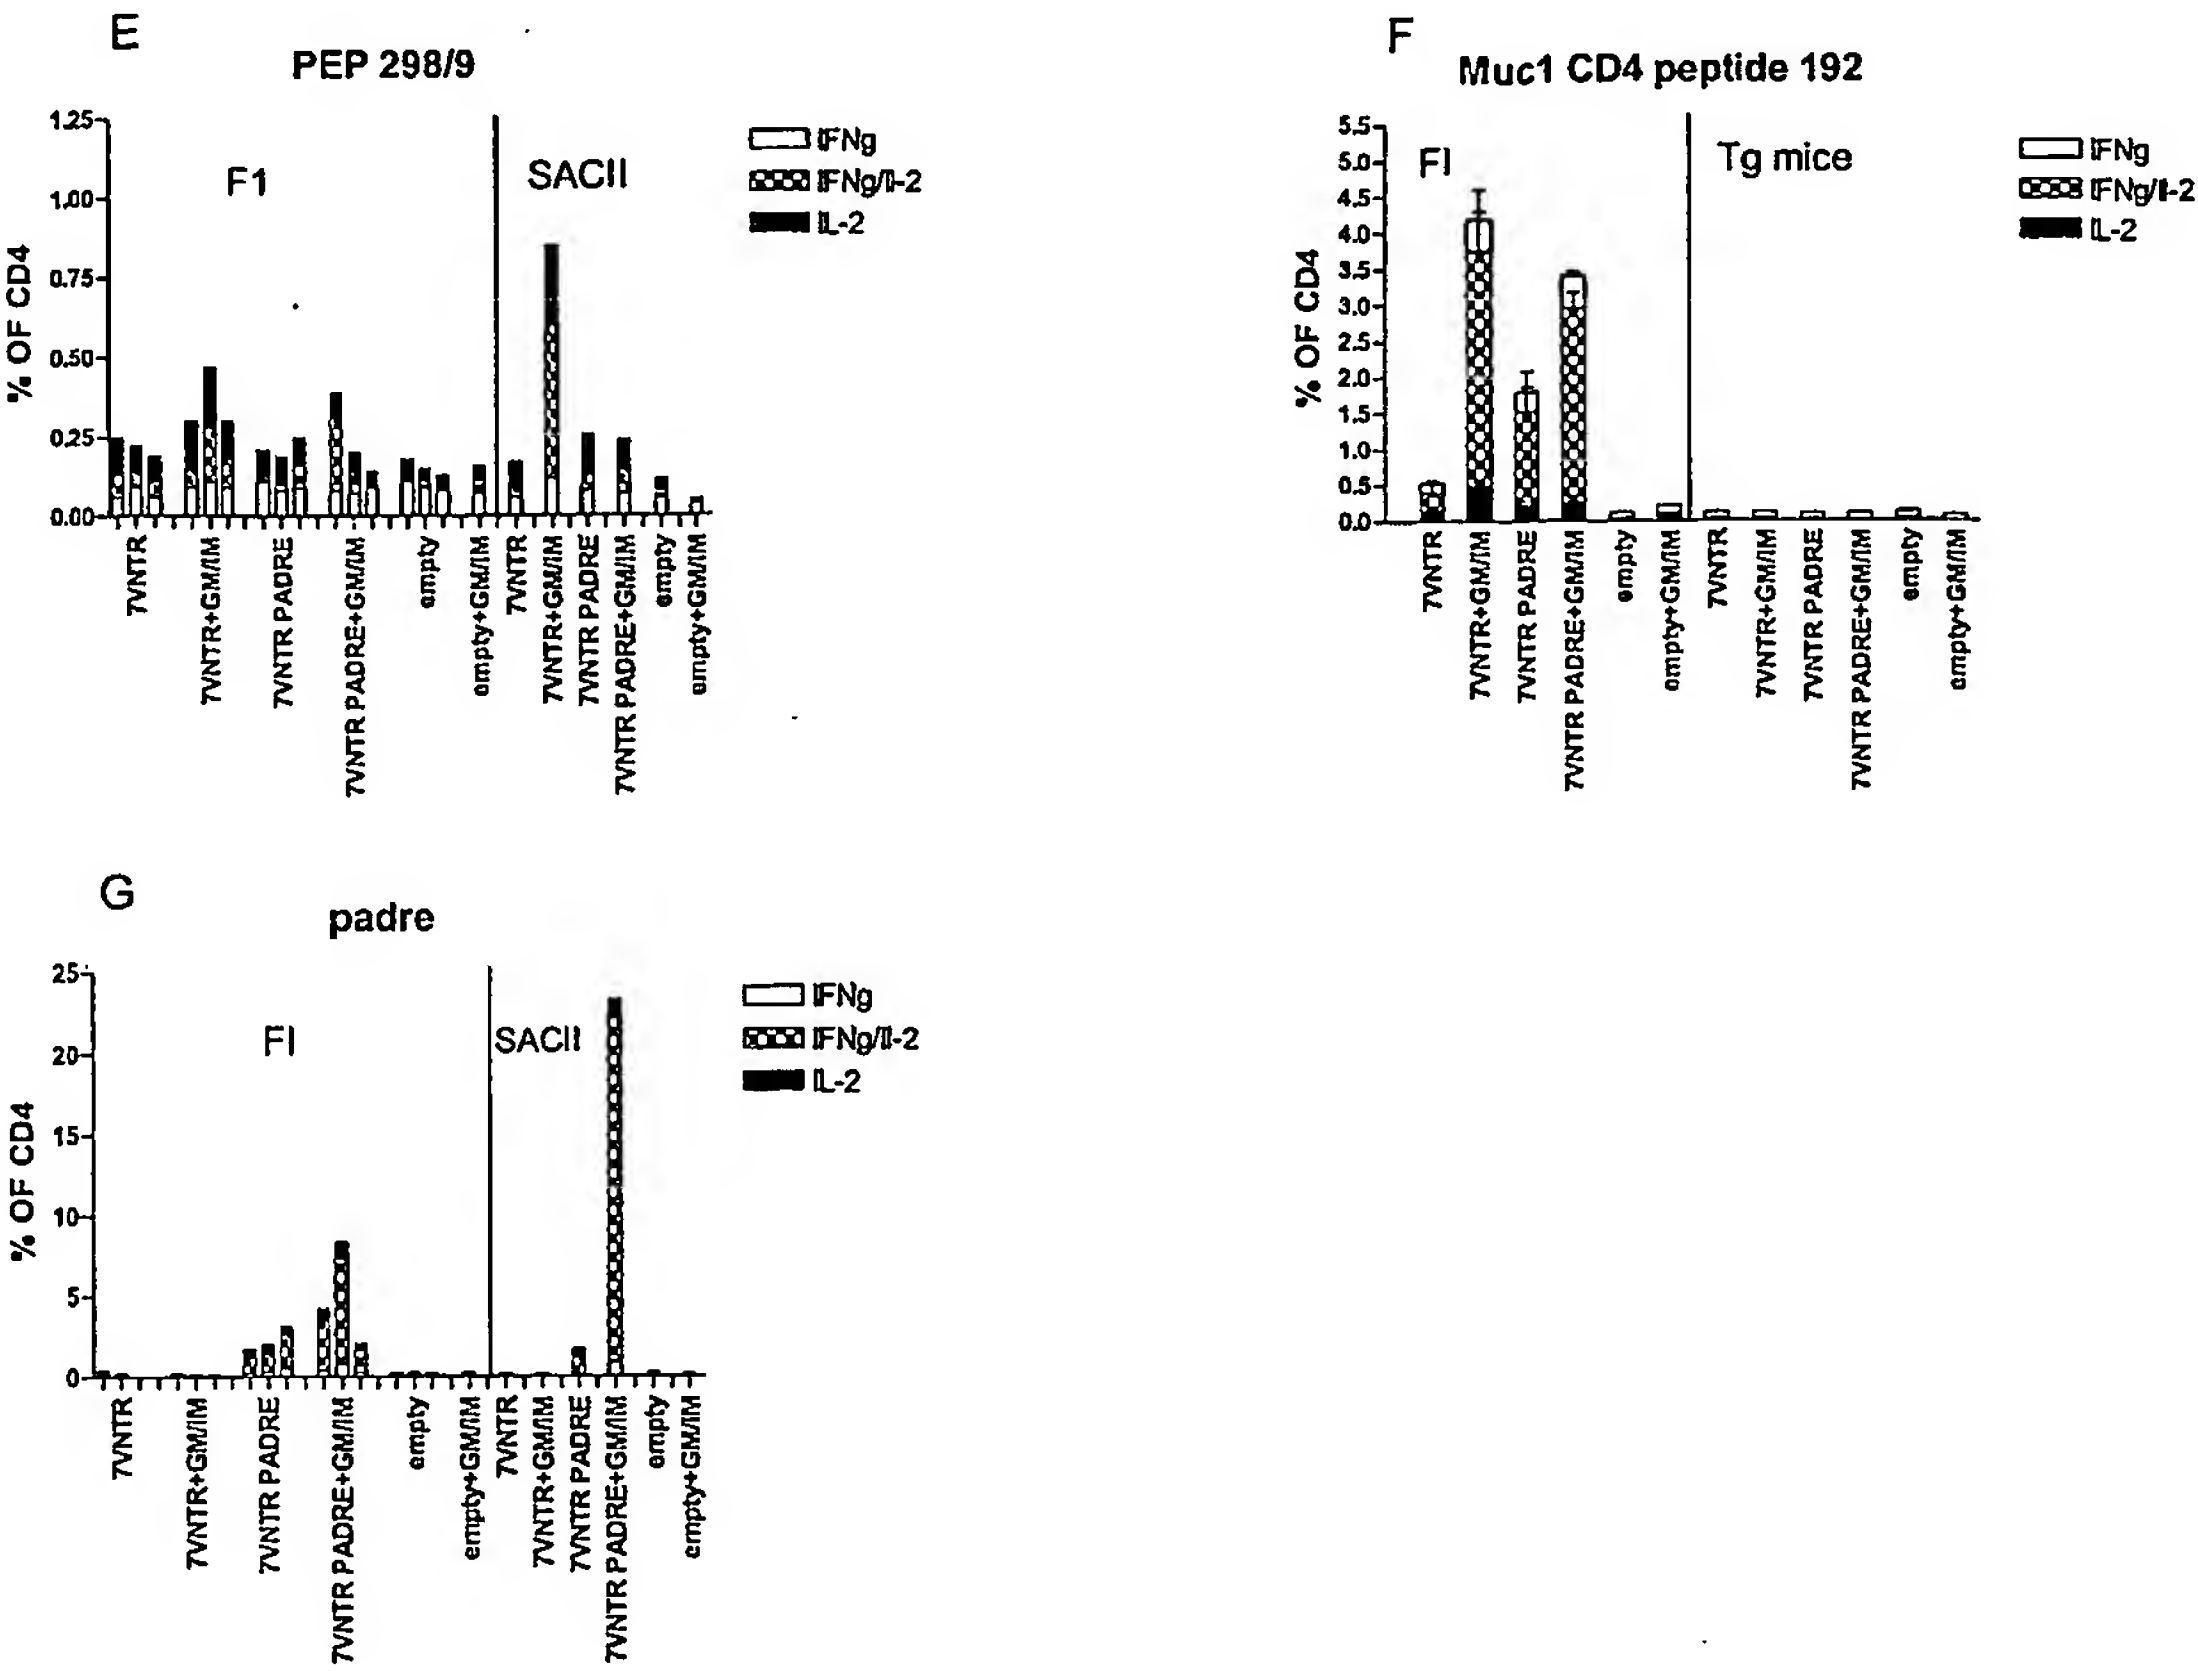 E
PEP 298/9
1.25
1.00
0.75
0.50
0.25
0.00
% OF CD4
F1
SACII
IFNg
IFNg/Il-2
IL-2
7VNTR
7VNTR+GM/IM
7VNTR PADRE
7VNTR PADRE+GM/IM
empty
empty+GM/IM
7VNTR
7VNTR+GM/IM
7VNTR PADRE
7VNTR PADRE+GM/IM
empty
empty+GM/IM
F
Muc1 CD4 peptide 192
5.5
5.0
4.5
4.0
3.5
3.0
2.5
2.0
1.5
1.0
0.5
0.0
% OF CD4
FI
Tg mice
IFNg
IFNg/Il-2
IL-2
7VNTR
7VNTR+GM/IM
7VNTR PADRE
7VNTR PADRE+GM/IM
empty
empty+GM/IM
7VNTR
7VNTR+GM/IM
7VNTR PADRE
7VNTR PADRE+GM/IM
empty
empty+GM/IM
G
padre
25
20
15
10
5
0
% OF CD4
FI
SACII
IFNg
IFNg/Il-2
IL-2
7VNTR
7VNTR+GM/IM
7VNTR PADRE
7VNTR PADRE+GM/IM
empty
empty+GM/IM
7VNTR
7VNTR+GM/IM
7VNTR PADRE
7VNTR PADRE+GM/IM
empty
empty+GM/IM